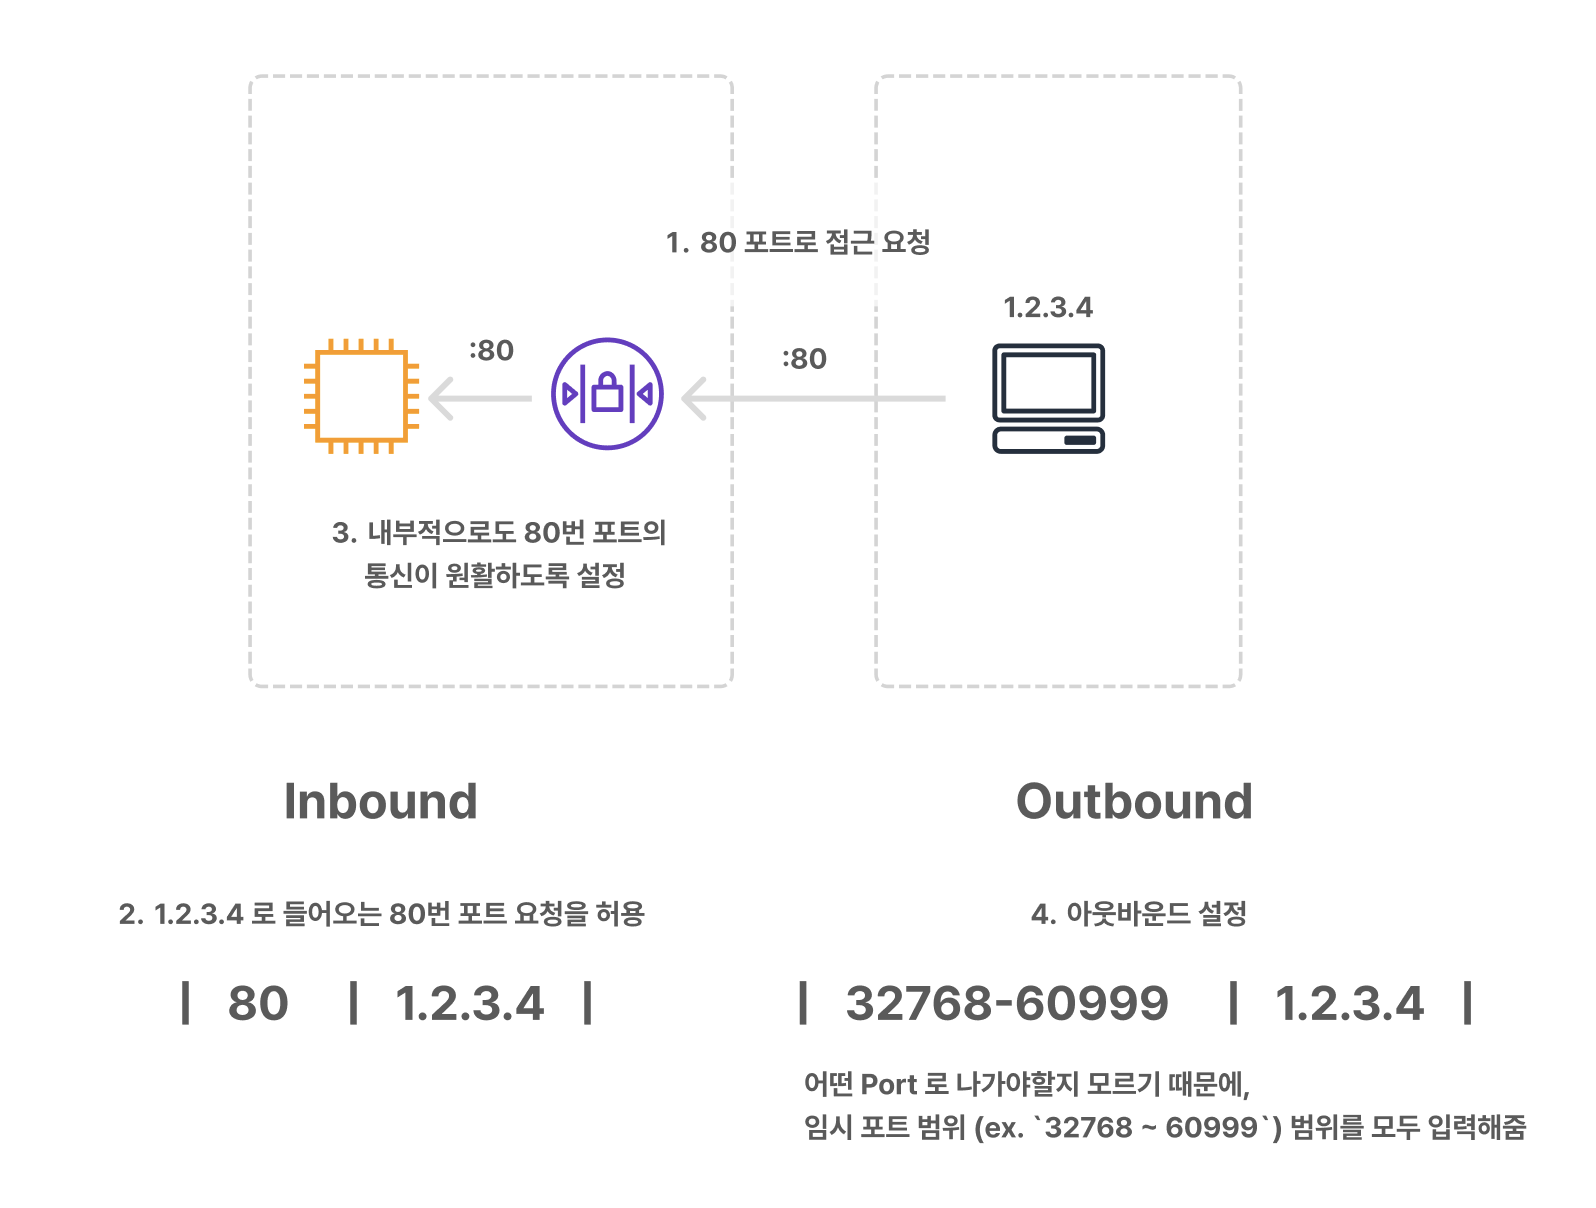 1. 80 포트로 접근 요청
1.2.3.4
:80
:80
3. 내부적으로도 80번 포트의
통신이 원활하도록 설정
Inbound
Outbound
2. 1.2.3.4 로 들어오는 80번 포트 요청을 허용
4. 아웃바운드 설정
| 80 | 1.2.3.4 |
| 32768-60999 | 1.2.3.4 |
어떤 Port 로 나가야할지 모르기 때문에,
임시 포트 범위 (ex. `32768 ~ 60999`) 범위를 모두 입력해줌